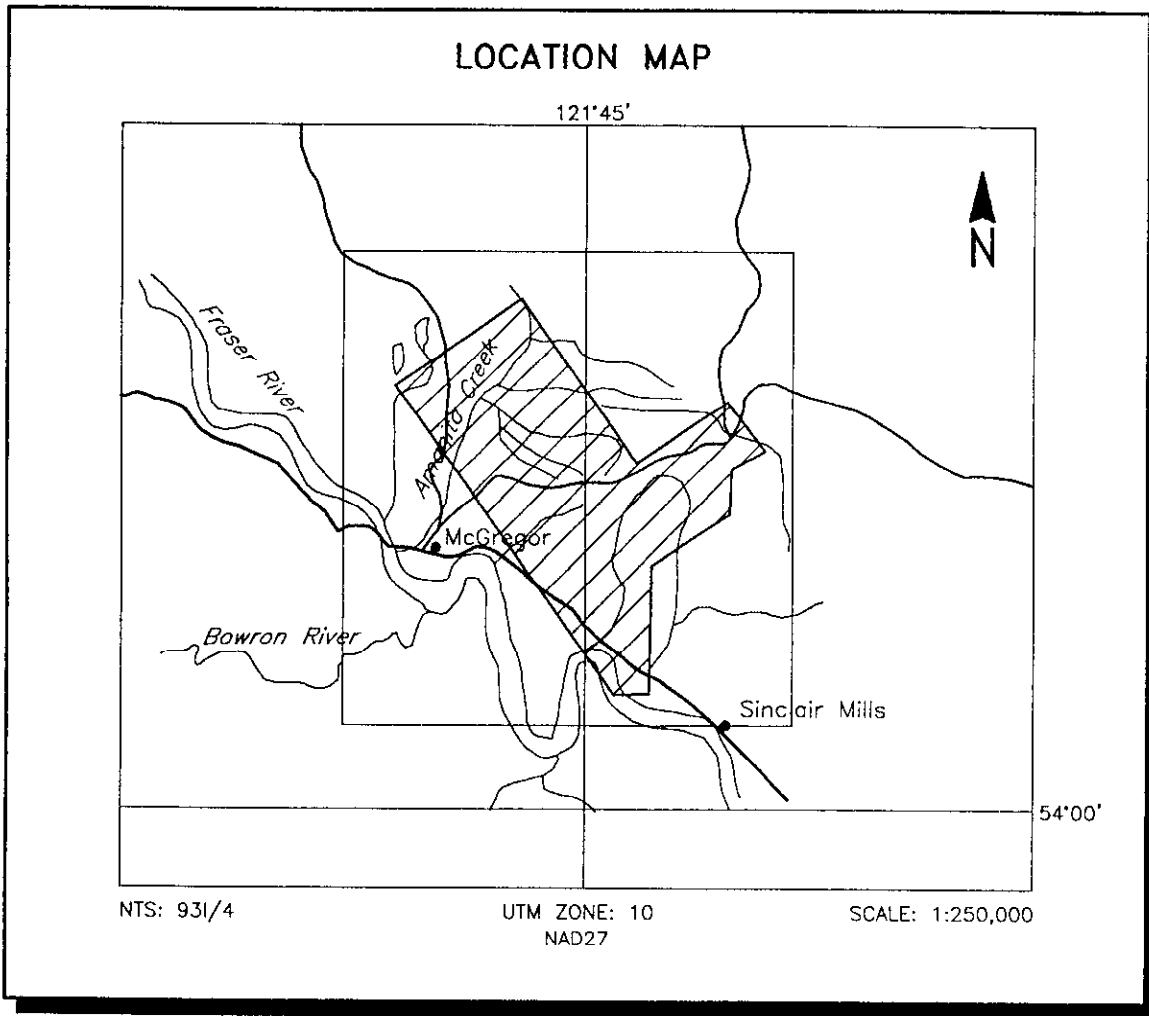 LOCATION MAP
121°45'
N
Fraser River
Amanita Creek
McGregor
Bowron River
Sinclair Mills
54°00'
NTS: 93I/4
UTM ZONE: 10
SCALE: 1:250,000
NAD27